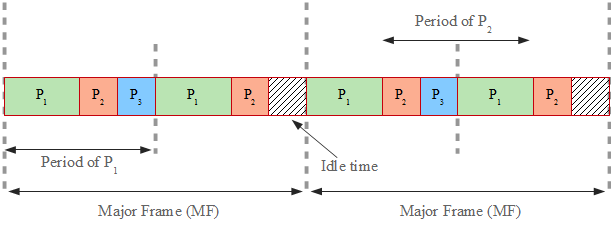 Period of P2
P1 P2 P3 P1 P2 P1 P2 P3 P1 P2
Period of P1
Idle time
Major Frame (MF) Major Frame (MF)